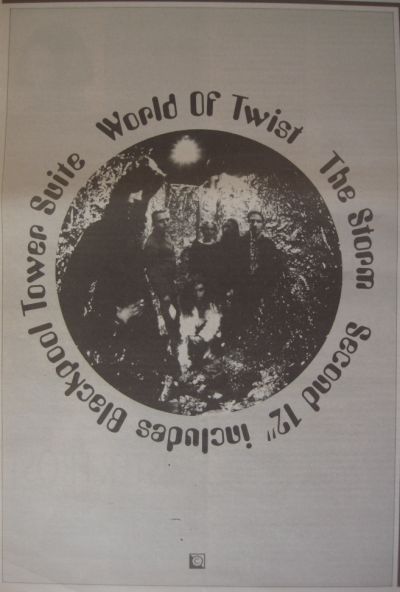 World Of Twist
The Storm
Second 12" includes Blackpool Tower Suite